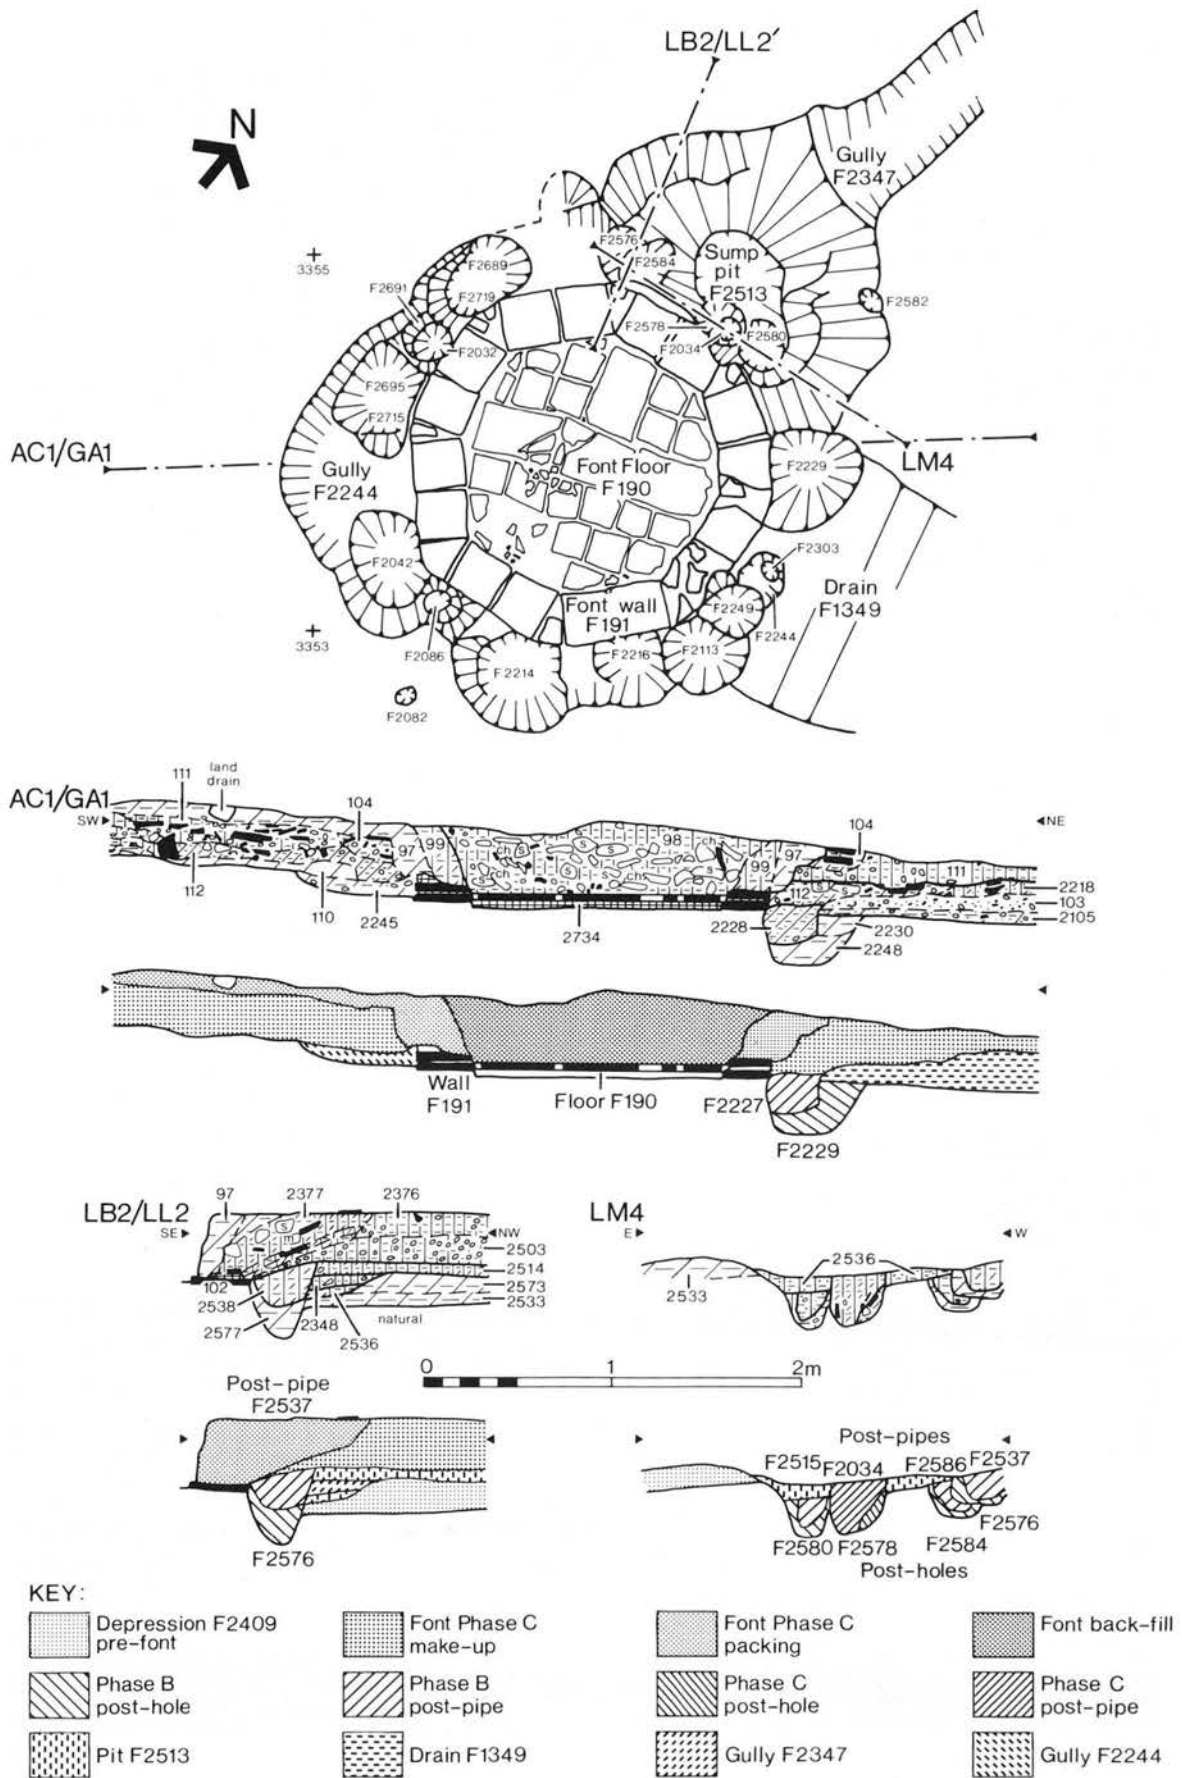 LB2/LL2′
N
Gully
F2347
3355
F2576
F2584
Sump
pit
F2513
F2582
F2689
F2691
F2719
F2578
F2580
F2034
F2032
F2695
F2715
AC1/GA1
Gully
F2244
Font Floor
F190
F2229
LM4
F2042
F2303
Drain
F1349
Font wall
F191
F2249
F2244
3353
F2086
F2214
F2216
F2113
F2082
AC1/GA1
SW
111
land
drain
104
97
99
ch
s
s
98
ch
s
s
s
s
ch
chs
s
99
97
104
NE
111
112
s
s
2218
103
2105
112
110
2245
2734
2228
2230
2248
Wall
F191
Floor F190
F2227
F2229
LB2/LL2
SE
97
2377
2376
s
m
NW
2503
2514
2573
2533
102
2538
2577
2348
2536
natural
LM4
E
2536
W
2533
0 1 2m
Post-pipe
F2537
F2576
Post-pipes
F2515
F2034
F2586
F2537
F2576
F2580
F2578
F2584
Post-holes
KEY:
Depression F2409
pre-font
Font Phase C
make-up
Font Phase C
packing
Font back-fill
Phase B
post-hole
Phase B
post-pipe
Phase C
post-hole
Phase C
post-pipe
Pit F2513
Drain F1349
Gully F2347
Gully F2244